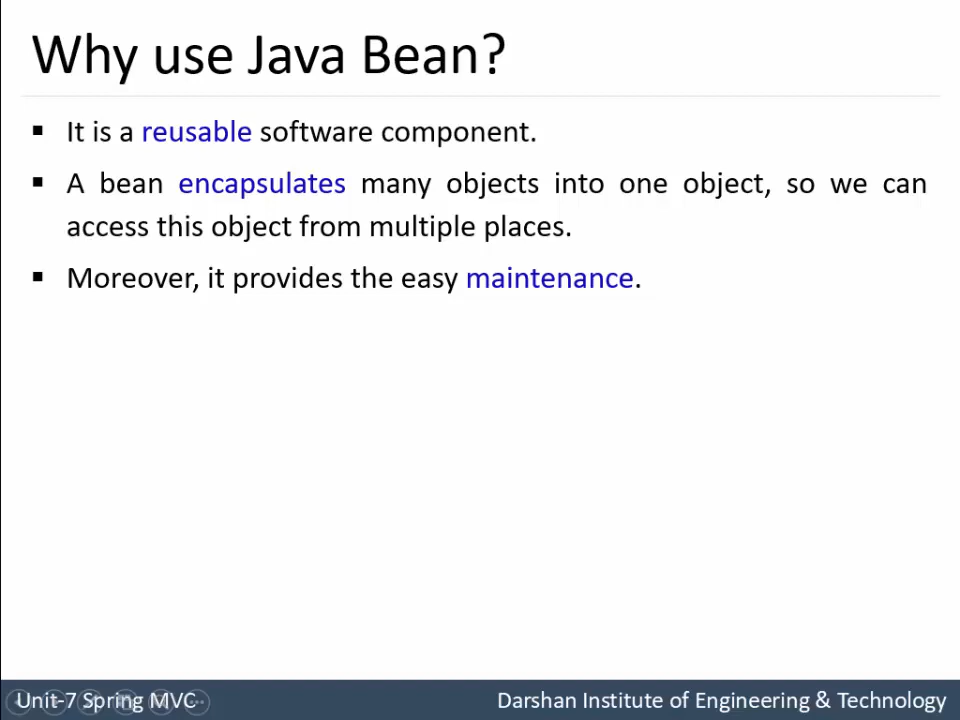 Why use Java Bean?
▪ It is a reusable software component.
▪ A bean encapsulates many objects into one object, so we can
access this object from multiple places.
▪ Moreover, it provides the easy maintenance.
Unit-7 Spring MVC
Darshan Institute of Engineering & Technology